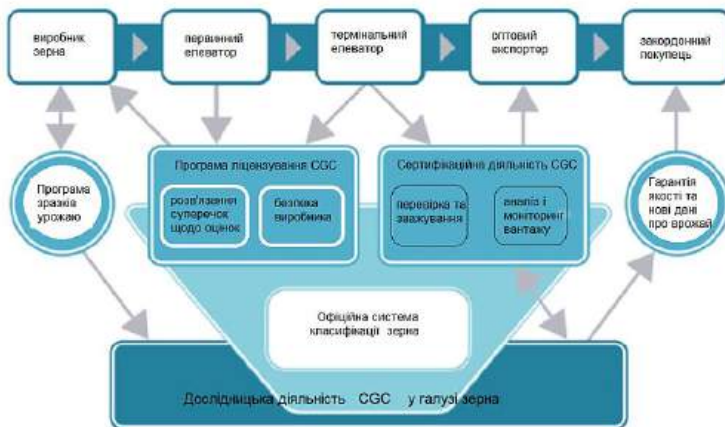 виробник
зерна
первинний
елеватор
термінальний
елеватор
оптовий
експортер
закордонний
покупець
Програма
зразків
урожаю
Програма ліцензування CGC
розв'язання
суперечок
щодо оцінок
безпека
виробника
Сертифікаційна діяльність CGC
перевірка та
зважування
аналіз і
моніторинг
вантажу
Гарантія
якості та
нові дані
про врожай
Офіційна система
класифікації зерна
Дослідницька діяльність CGC у галузі зерна